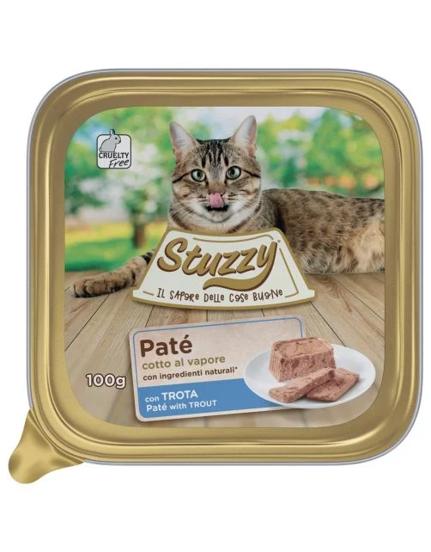 CRUELTY
Free
Stuzzy
IL SAPORE DELLE COSE BUONE
Paté
cotto al vapore
con ingredienti naturali*
100g
con TROTA
Paté with TROUT